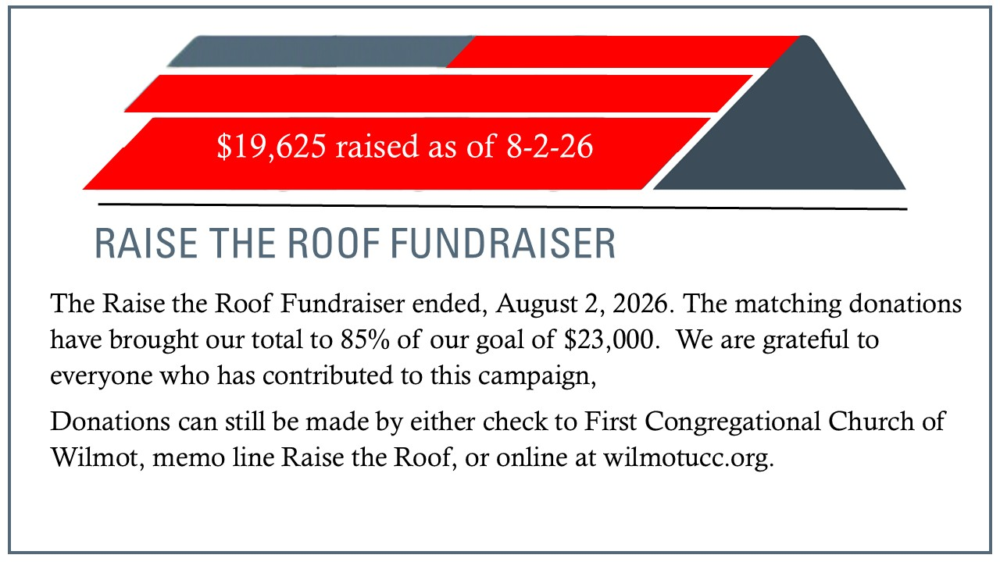 $19,625 raised as of 8-2-26
RAISE THE ROOF FUNDRAISER
The Raise the Roof Fundraiser ended, August 2, 2026. The matching donations
have brought our total to 85% of our goal of $23,000.  We are grateful to
everyone who has contributed to this campaign,
Donations can still be made by either check to First Congregational Church of
Wilmot, memo line Raise the Roof, or online at wilmotucc.org.